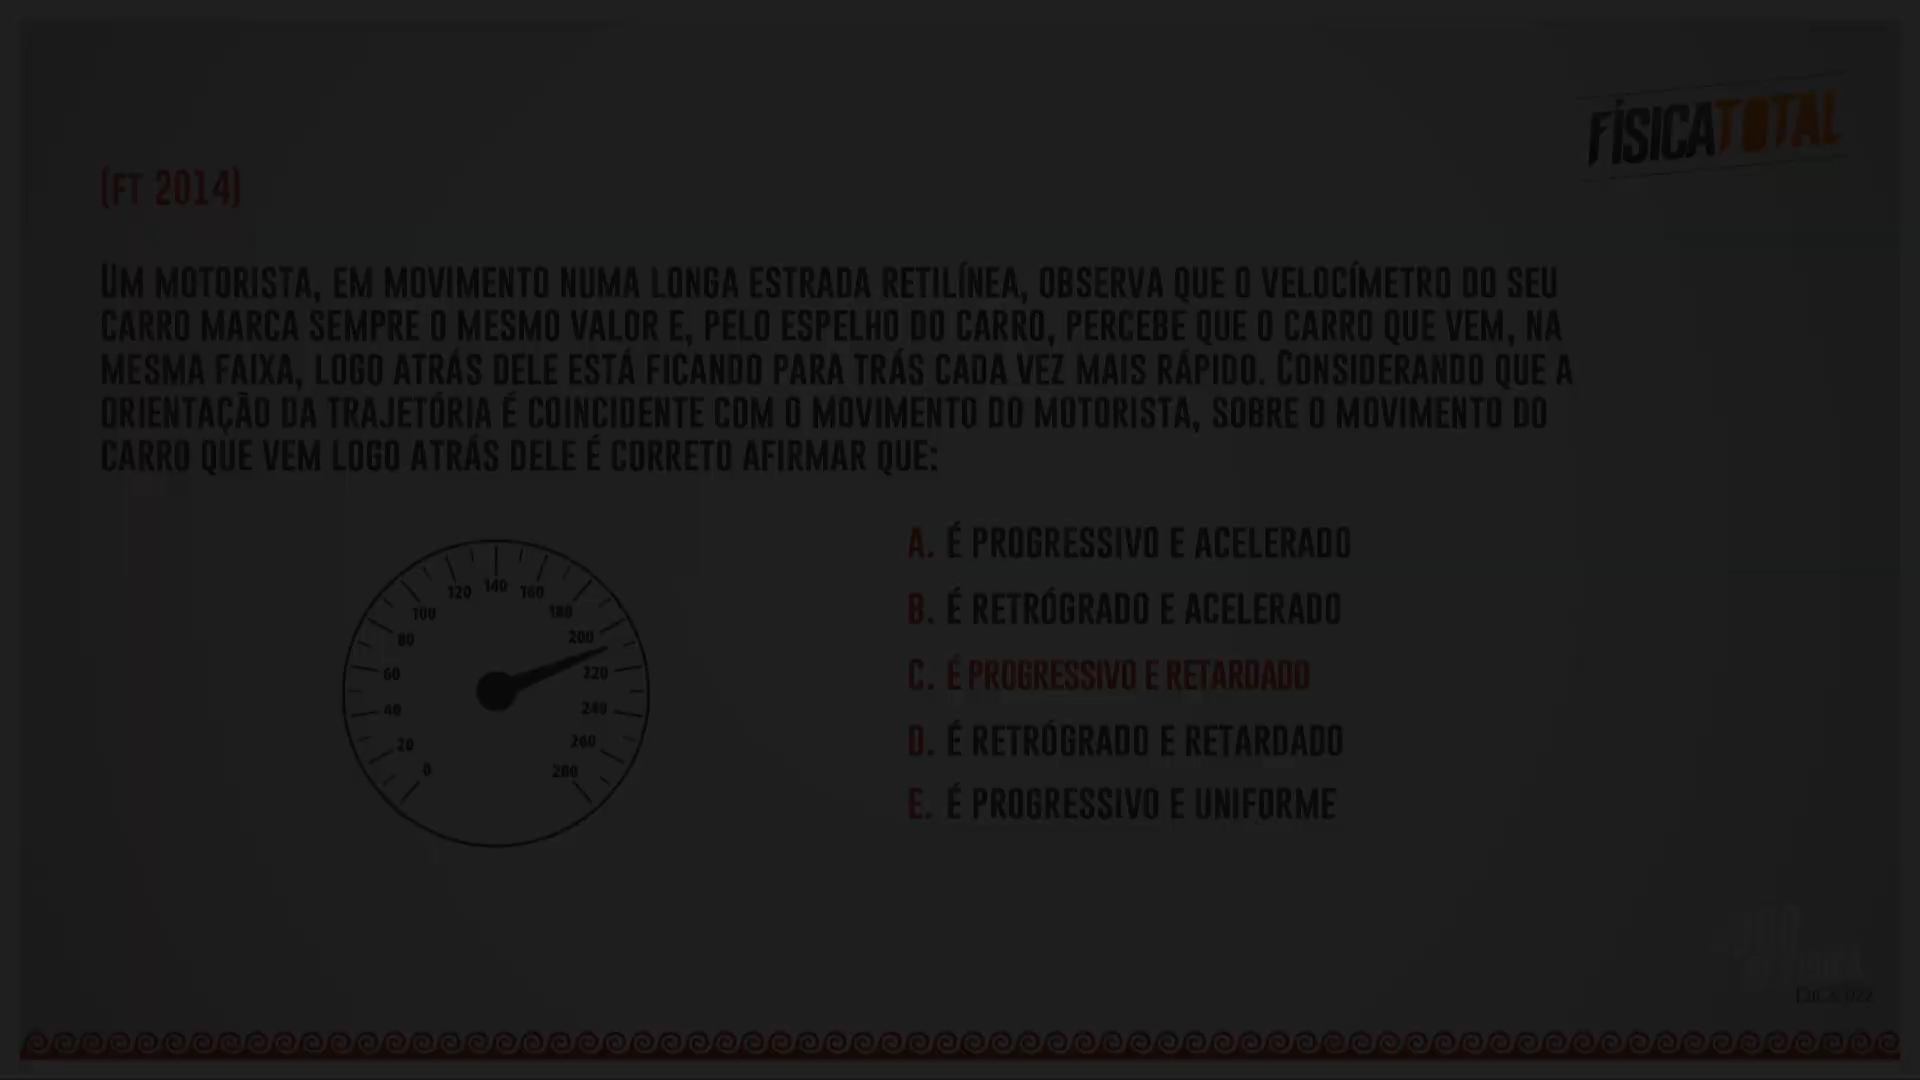 FÍSICATOTAL
(FT 2014)
UM MOTORISTA, EM MOVIMENTO NUMA LONGA ESTRADA RETILÍNEA, OBSERVA QUE O VELOCÍMETRO DO SEU
CARRO MARCA SEMPRE O MESMO VALOR E, PELO ESPELHO DO CARRO, PERCEBE QUE O CARRO QUE VEM, NA
MESMA FAIXA, LOGO ATRÁS DELE ESTÁ FICANDO PARA TRÁS CADA VEZ MAIS RÁPIDO. CONSIDERANDO QUE A
ORIENTAÇÃO DA TRAJETÓRIA É COINCIDENTE COM O MOVIMENTO DO MOTORISTA, SOBRE O MOVIMENTO DO
CARRO QUE VEM LOGO ATRÁS DELE É CORRETO AFIRMAR QUE:
0
20
40
60
80
100
120
140
160
180
200
220
240
260
280
A. É PROGRESSIVO E ACELERADO
B. É RETRÓGRADO E ACELERADO
C. É PROGRESSIVO E RETARDADO
D. É RETRÓGRADO E RETARDADO
E. É PROGRESSIVO E UNIFORME